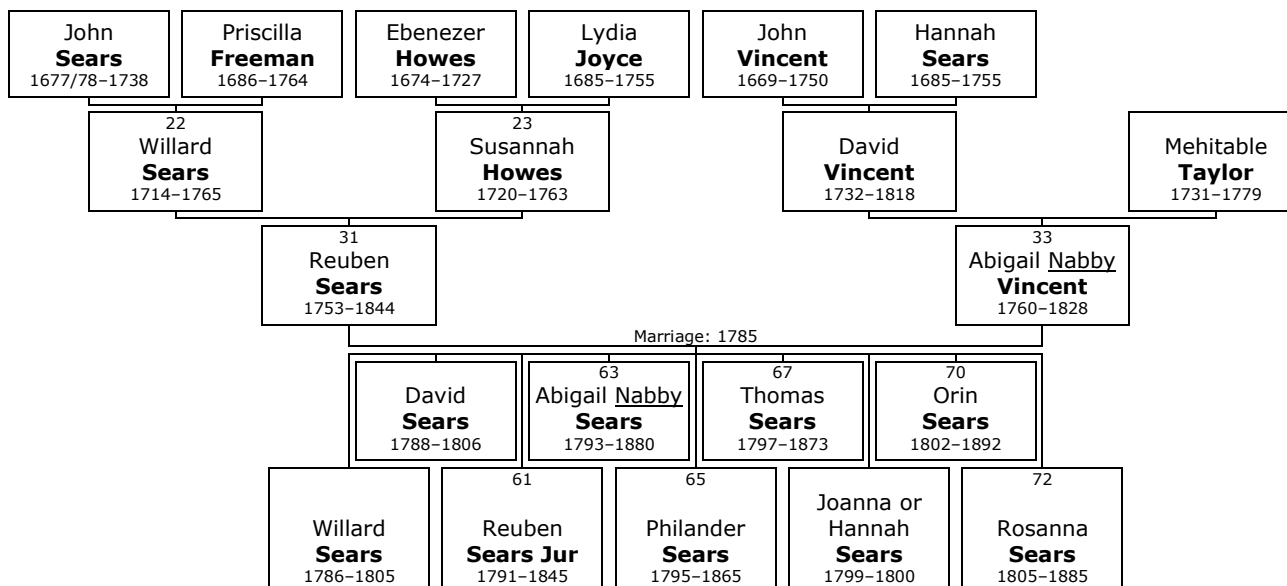 John
Sears
1677/78–1738
Priscilla
Freeman
1686–1764
Ebenezer
Howes
1674–1727
Lydia
Joyce
1685–1755
John
Vincent
1669–1750
Hannah
Sears
1685–1755
22
Willard
Sears
1714–1765
23
Susannah
Howes
1720–1763
David
Vincent
1732–1818
Mehitable
Taylor
1731–1779
31
Reuben
Sears
1753–1844
33
Abigail Nabby
Vincent
1760–1828
Marriage: 1785
David
Sears
1788–1806
63
Abigail Nabby
Sears
1793–1880
67
Thomas
Sears
1797–1873
70
Orin
Sears
1802–1892
Willard
Sears
1786–1805
61
Reuben
Sears Jur
1791–1845
65
Philander
Sears
1795–1865
Joanna or
Hannah
Sears
1799–1800
72
Rosanna
Sears
1805–1885